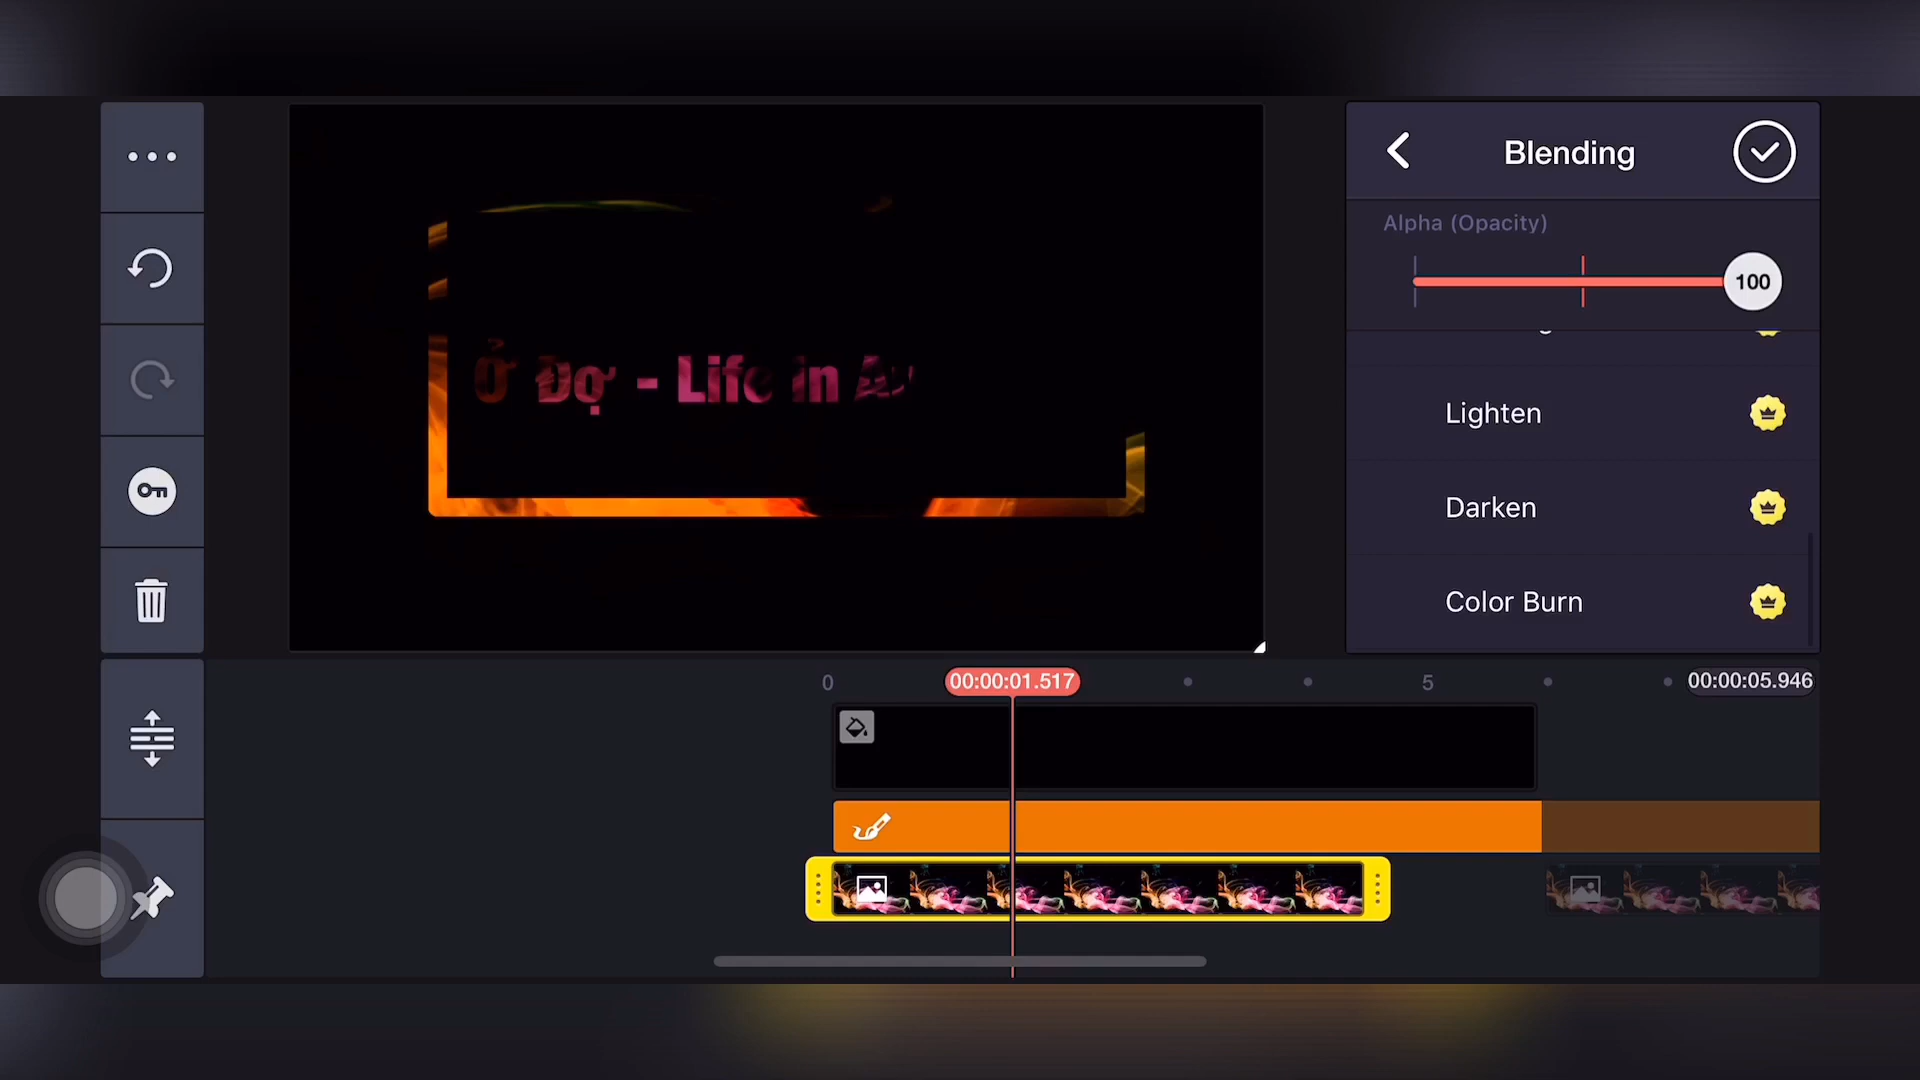 Blending
Alpha (Opacity)
100
Lighten
Darken
Color Burn
Ở Đợ - Life in
0
00:00:01.517
5
00:00:05.946